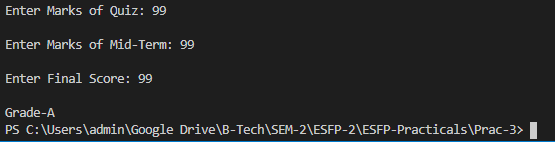 Enter Marks of Quiz: 99
Enter Marks of Mid-Term: 99
Enter Final Score: 99
Grade-A
PS C:\Users\admin\Google Drive\B-Tech\SEM-2\ESFP-2\ESFP-Practicals\Prac-3>